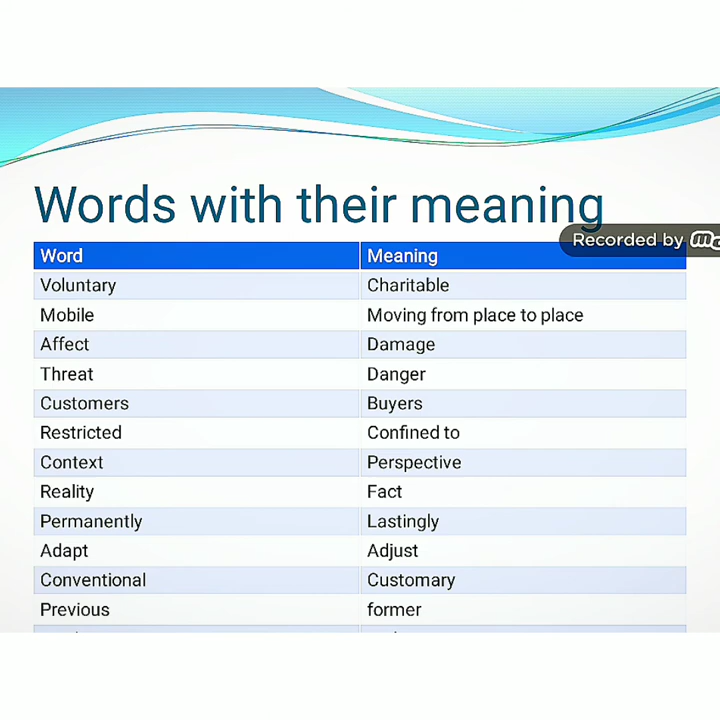 Words with their meaning
Recorded by
Word Meaning
Voluntary Charitable
Mobile Moving from place to place
Affect Damage
Threat Danger
Customers Buyers
Restricted Confined to
Context Perspective
Reality Fact
Permanently Lastingly
Adapt Adjust
Conventional Customary
Previous former